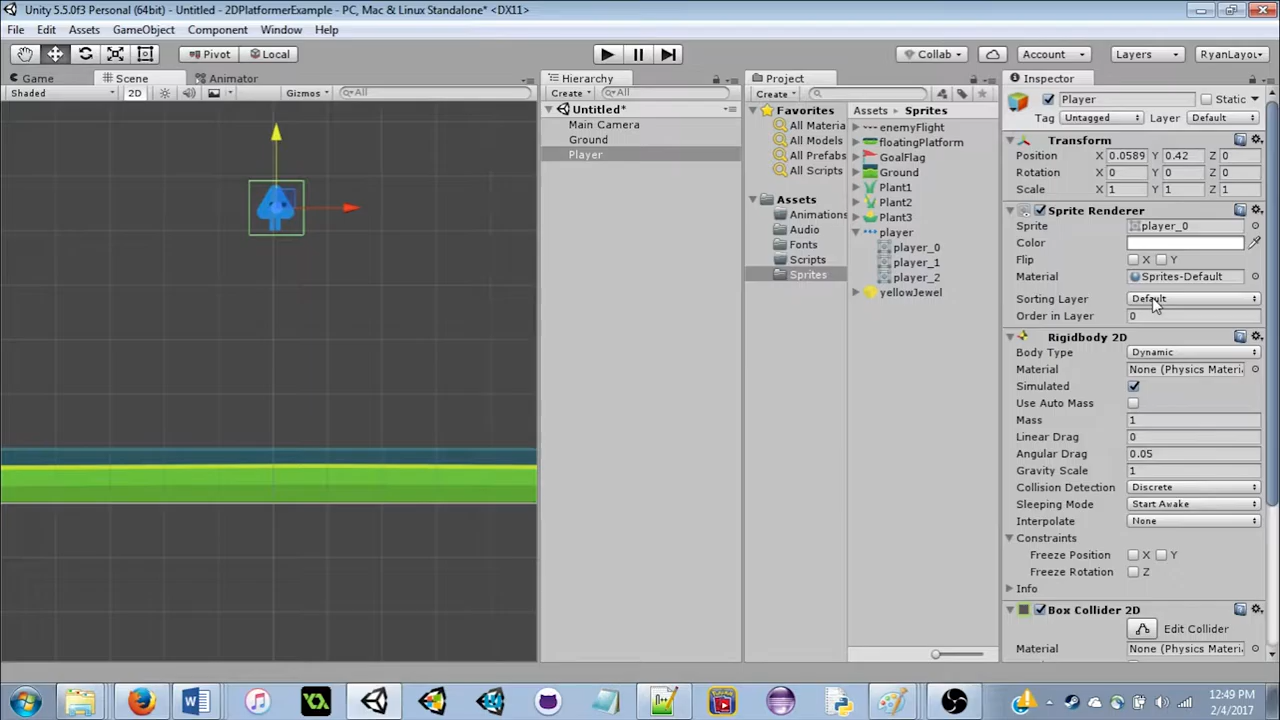 Unity 5.5.0f3 Personal (64bit) - Untitled - 2DPlatformerExample - PC, Mac & Linux Standalone* <DX11>
File Edit Assets GameObject Component Window Help
Pivot Local Collab Account Layers RyanLayou
Game Scene Animator
Shaded 2D Gizmos All
Hierarchy
Create All
Untitled*
Main Camera
Ground
Player
Project
Create
Favorites
All Materia
All Models
All Prefabs
All Scripts
Assets
Animations
Audio
Fonts
Scripts
Sprites
Assets Sprites
enemyFlight
floatingPlatform
GoalFlag
Ground
Plant1
Plant2
Plant3
player
player_0
player_1
player_2
yellowJewel
Inspector
Player Static
Tag Untagged Layer Default
Transform
Position X 0.0589 Y 0.42 Z 0
Rotation X 0 Y 0 Z 0
Scale X 1 Y 1 Z 1
Sprite Renderer
Sprite player_0
Color
Flip X Y
Material Sprites-Default
Sorting Layer Default
Order in Layer 0
Rigidbody 2D
Body Type Dynamic
Material None (Physics Materi
Simulated
Use Auto Mass
Mass 1
Linear Drag 0
Angular Drag 0.05
Gravity Scale 1
Collision Detection Discrete
Sleeping Mode Start Awake
Interpolate None
Constraints
Freeze Position X Y
Freeze Rotation Z
Info
Box Collider 2D
Edit Collider
Material None (Physics Materi
12:49 PM
2/4/2017